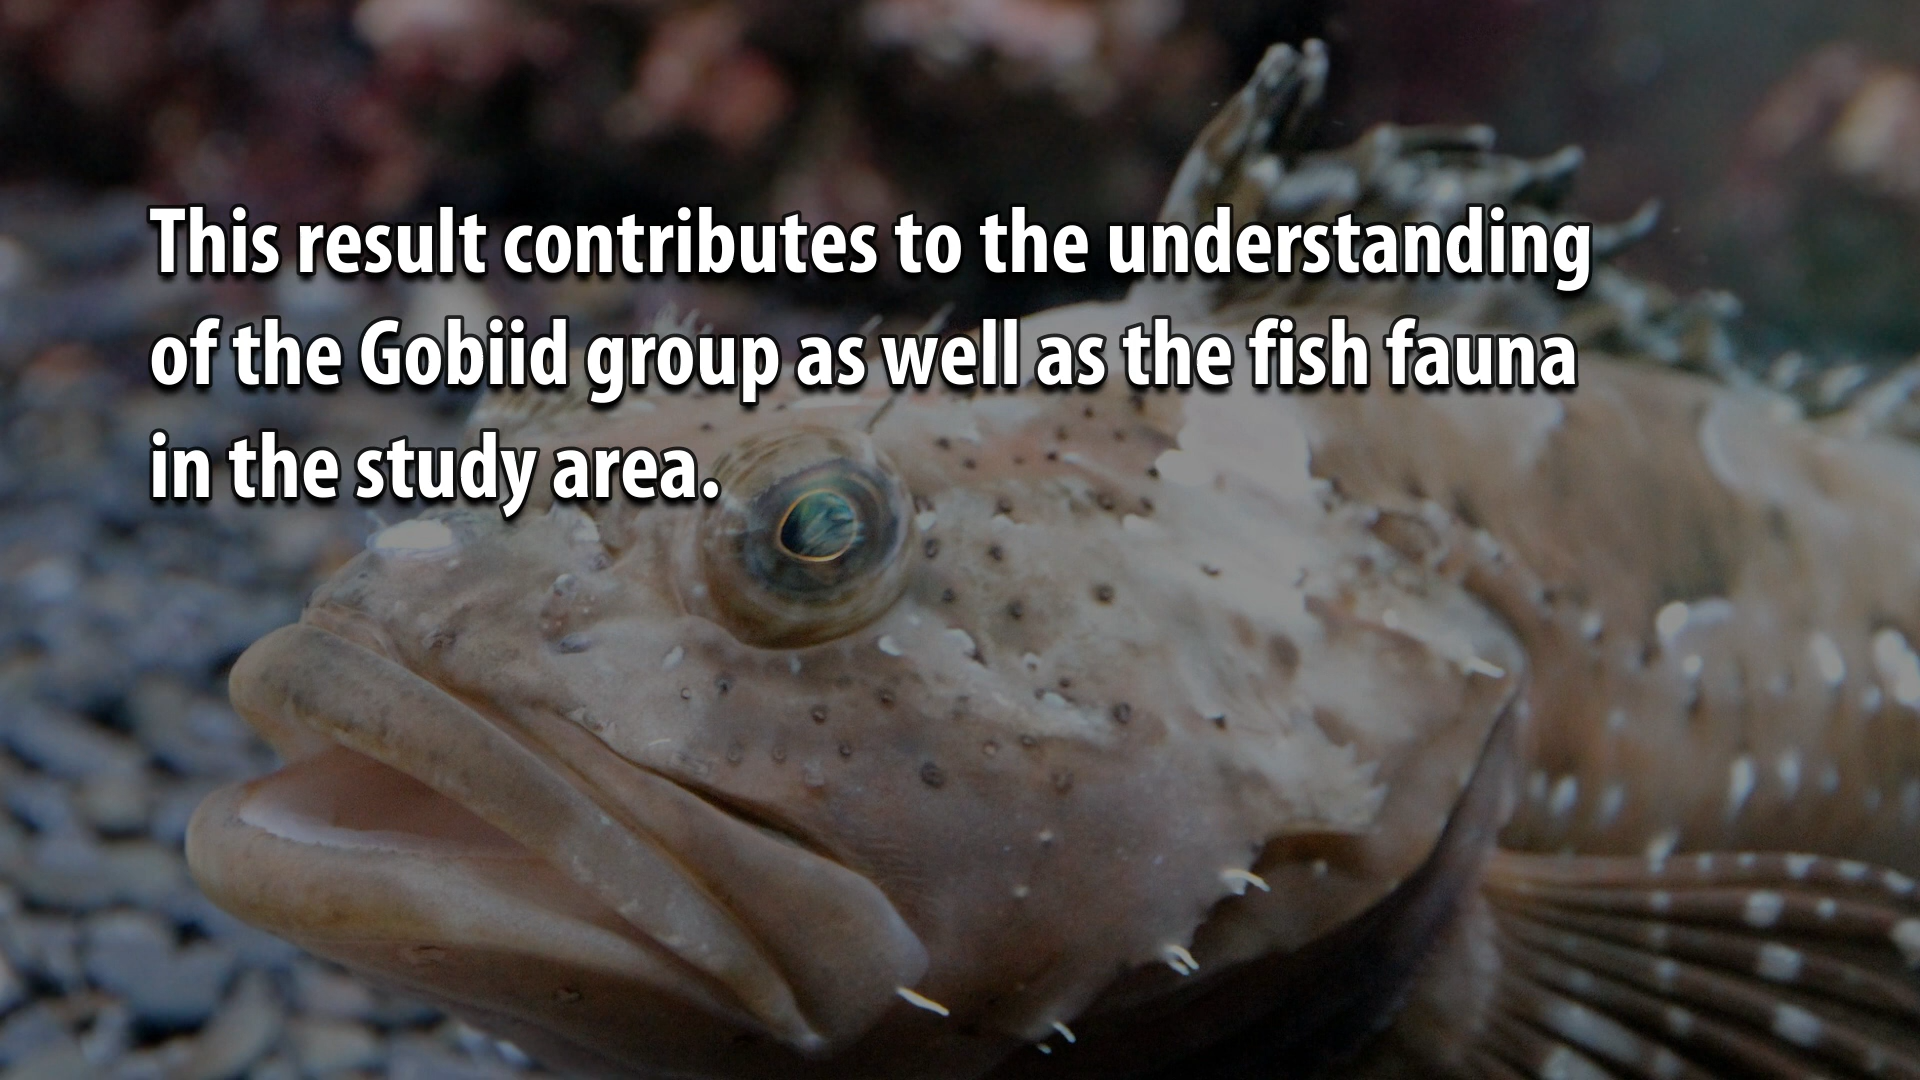 This result contributes to the understanding
of the Gobiid group as well as the fish fauna
in the study area.